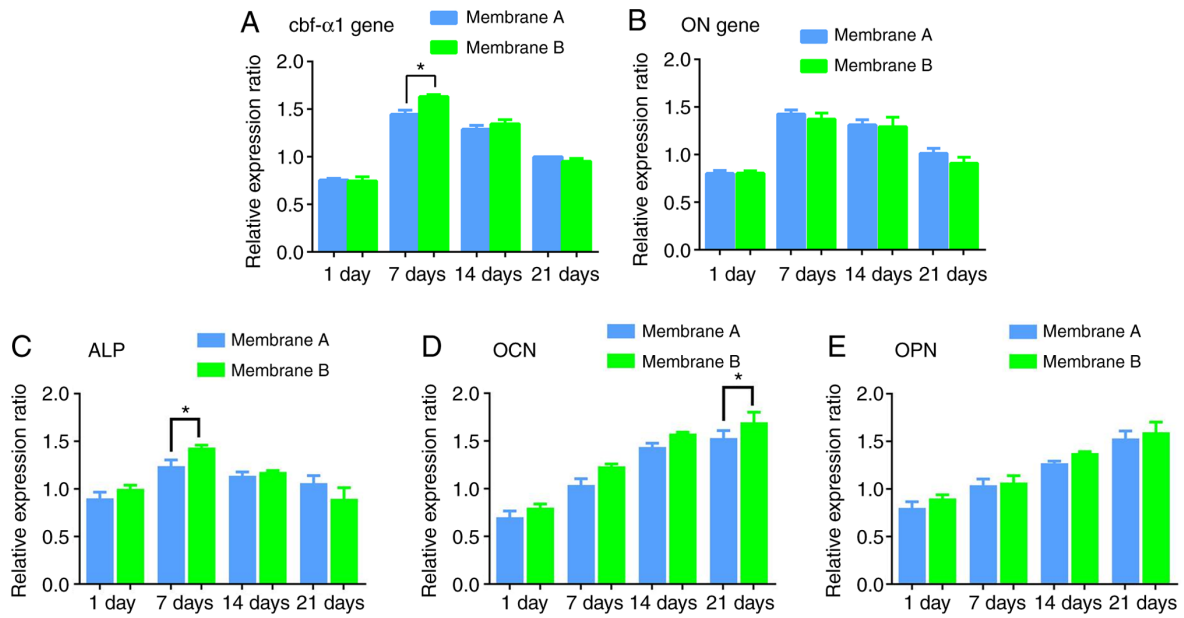 A cbf-α1 gene
Membrane A
Membrane B
Relative expression ratio
2.0
*
1.5
1.0
0.5
0.0
1 day 7 days 14 days 21 days
B ON gene
Membrane A
Membrane B
Relative expression ratio
2.0
1.5
1.0
0.5
0.0
1 day 7 days 14 days 21 days
C ALP
Membrane A
Membrane B
Relative expression ratio
2.0
*
1.5
1.0
0.5
0.0
1 day 7 days 14 days 21 days
D OCN
Membrane A
Membrane B
Relative expression ratio
*
2.0
1.5
1.0
0.5
0.0
1 day 7 days 14 days 21 days
E OPN
Membrane A
Membrane B
Relative expression ratio
2.0
1.5
1.0
0.5
0.0
1 day 7 days 14 days 21 days